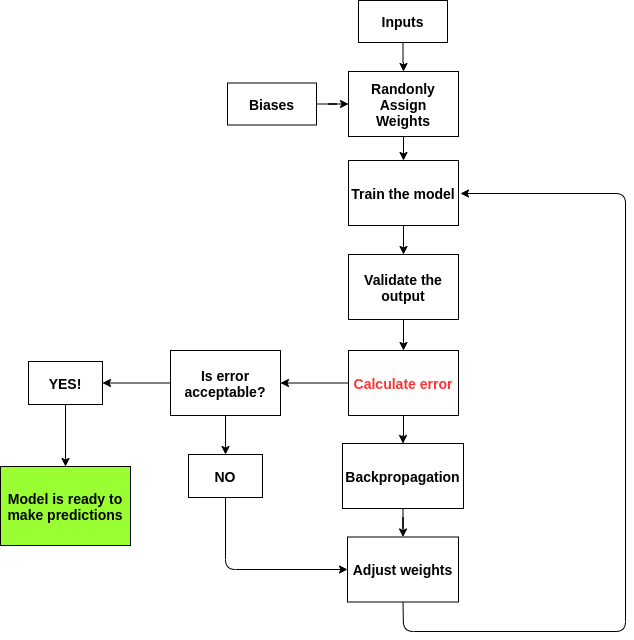 Inputs
Biases
Randonly
Assign
Weights
Train the model
Validate the
output
YES!
Is error
acceptable?
Calculate error
NO
Backpropagation
Model is ready to
make predictions
Adjust weights